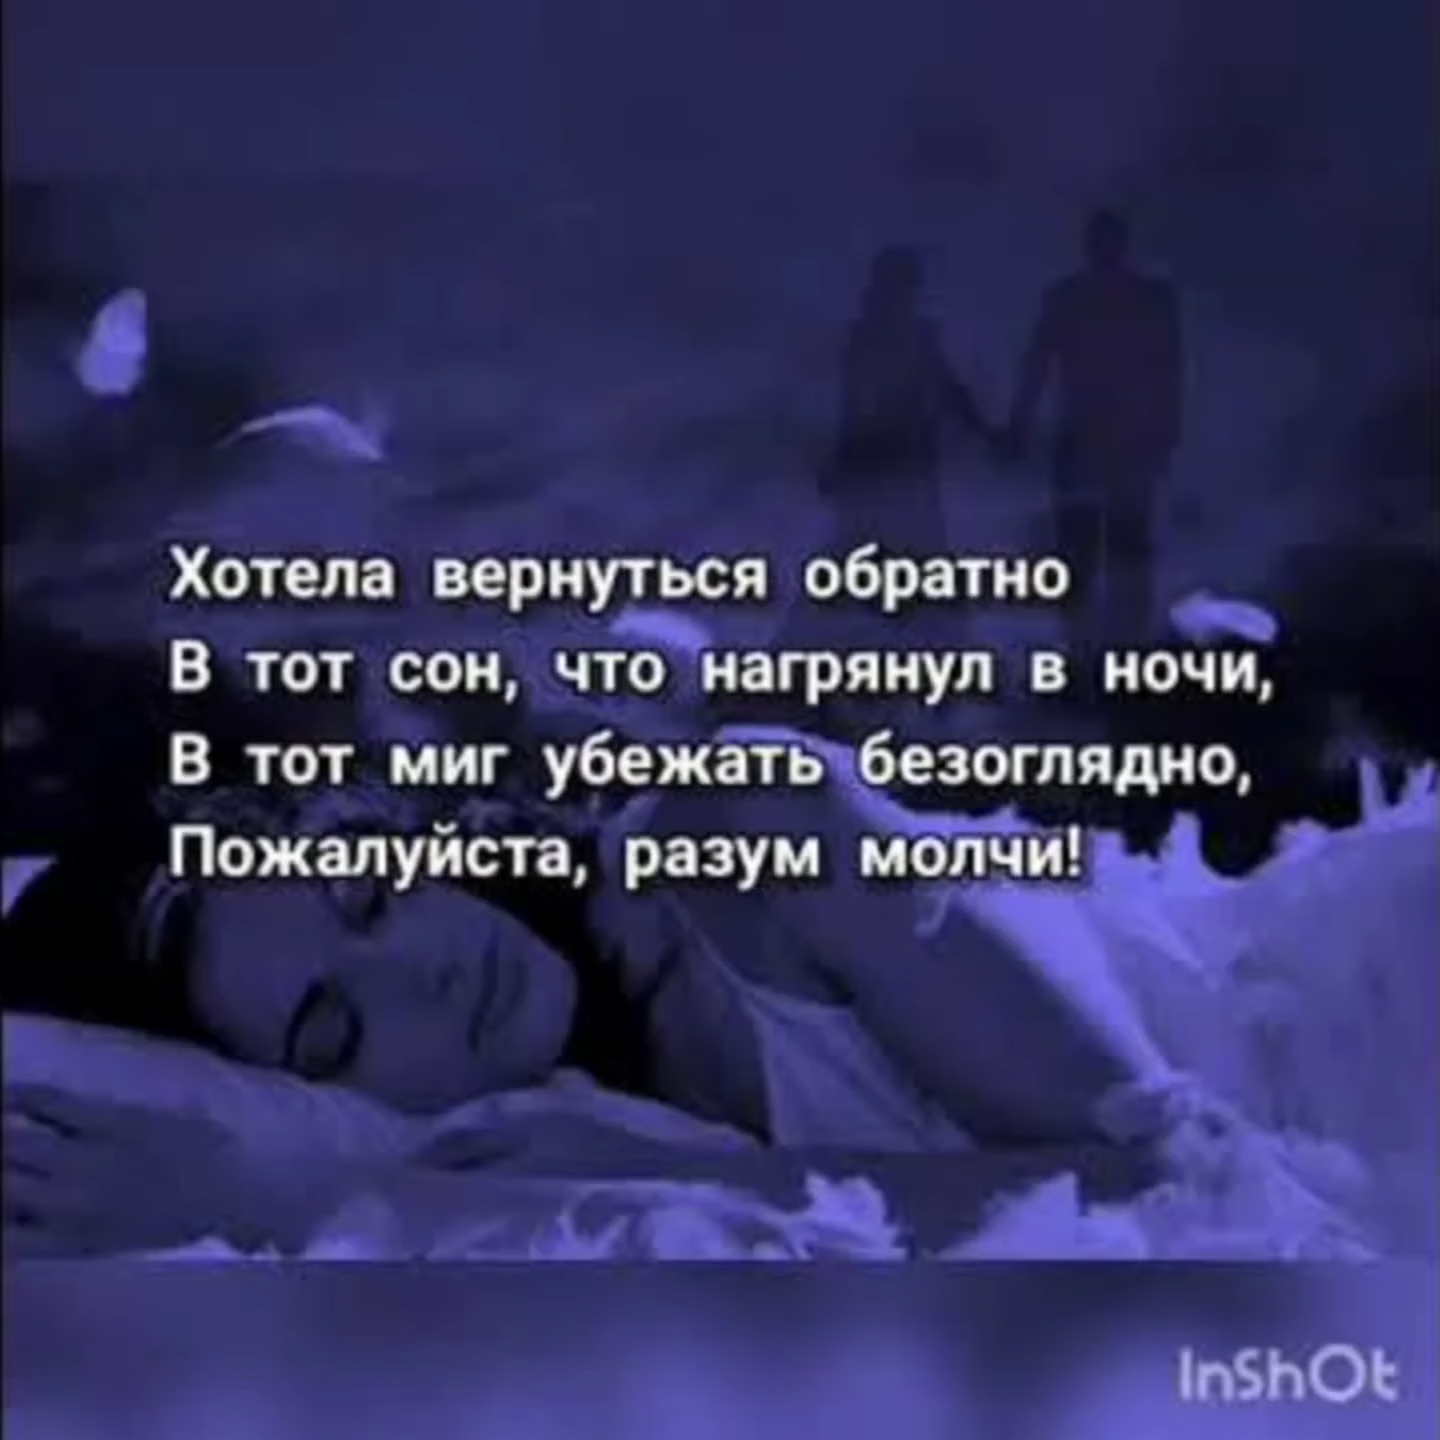 Хотела вернуться обратно
В тот сон, что нагрянул в ночи,
В тот миг убежать безоглядно,
Пожалуйста, разум молчи!
InShOt